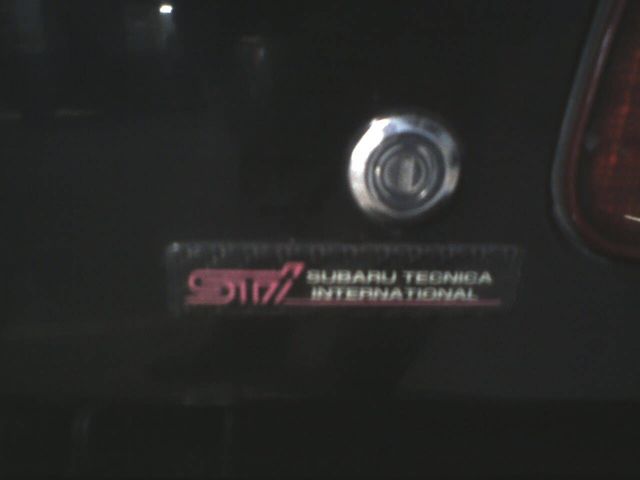 STi SUBARU TECNICA
INTERNATIONAL